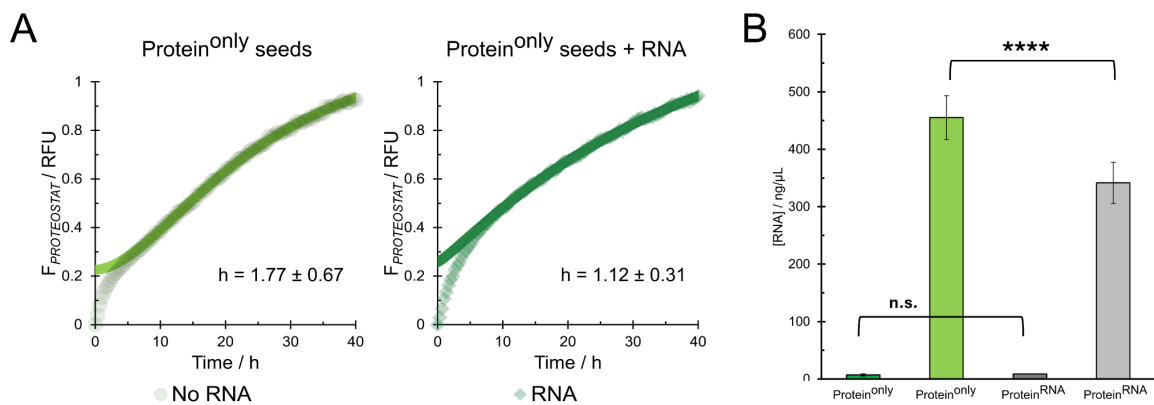 A
Protein^only seeds
F_PROTEOSTAT / RFU
1
0.8
0.6
0.4
0.2
0
h = 1.77 ± 0.67
0 10 20 30 40
Time / h
No RNA
Protein^only seeds + RNA
F_PROTEOSTAT / RFU
1
0.8
0.6
0.4
0.2
0
h = 1.12 ± 0.31
0 10 20 30 40
Time / h
RNA
B
[RNA] / ng/µL
600
500
400
300
200
100
0
****
n.s.
Protein^only Protein^only Protein^RNA Protein^RNA